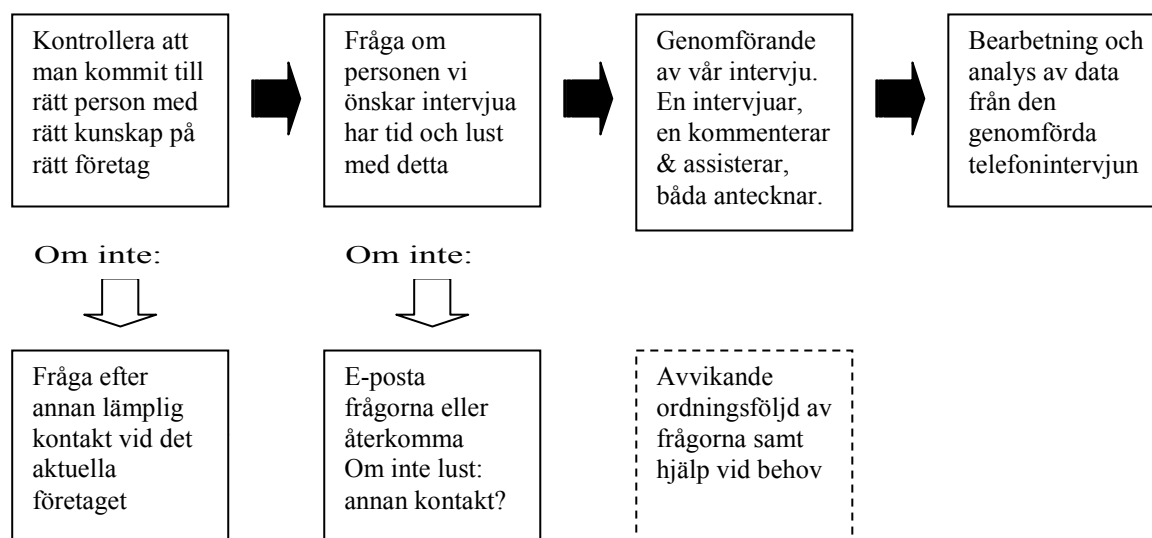 Kontrollera att
man kommit till
rätt person med
rätt kunskap på
rätt företag
Fråga om
personen vi
önskar intervjua
har tid och lust
med detta
Genomförande
av vår intervju.
En intervjuar,
en kommenterar
& assisterar,
båda antecknar.
Bearbetning och
analys av data
från den
genomförda
telefonintervjun
Om inte:
Om inte:
Fråga efter
annan lämplig
kontakt vid det
aktuella
företaget
E-posta
frågorna eller
återkomma
Om inte lust:
annan kontakt?
Avvikande
ordningsföljd av
frågorna samt
hjälp vid behov